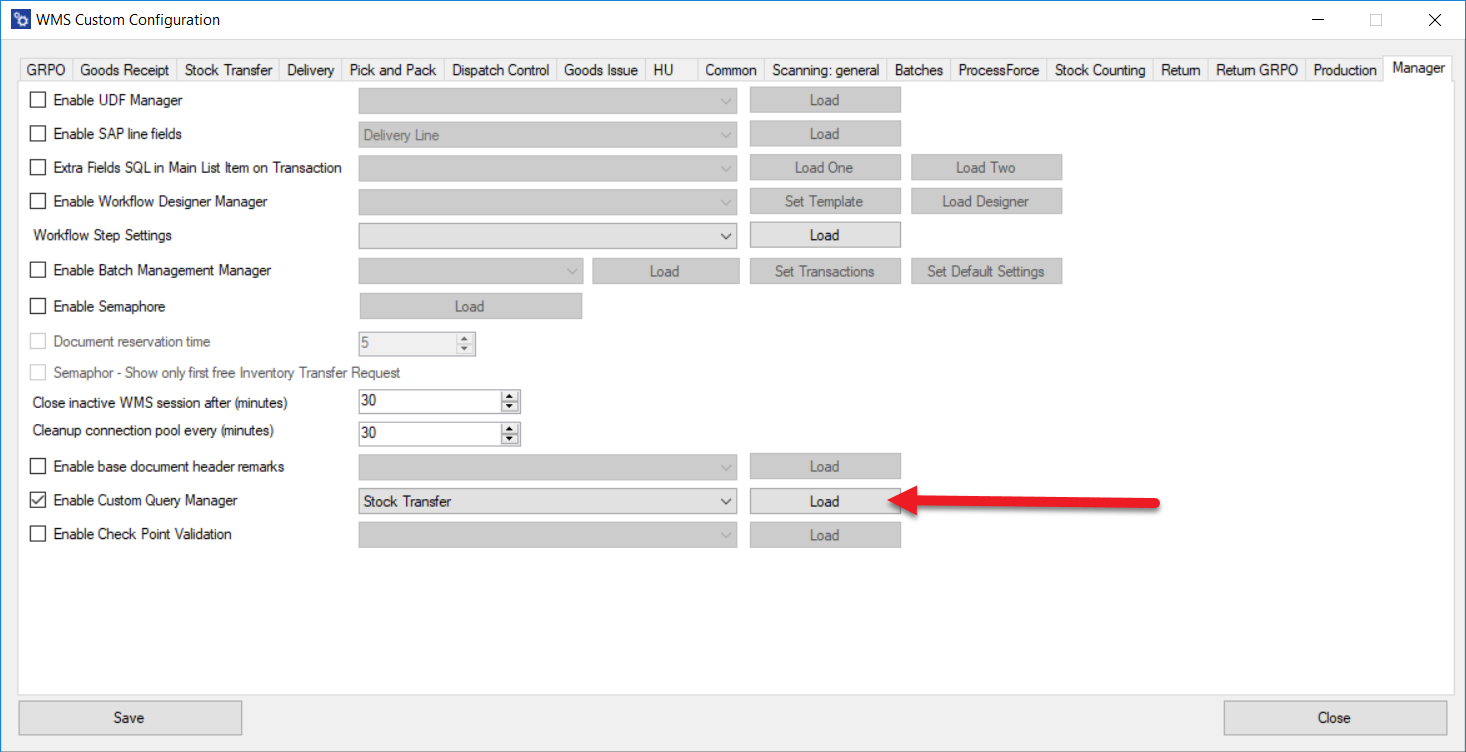 WMS Custom Configuration
GRPO Goods Receipt Stock Transfer Delivery Pick and Pack Dispatch Control Goods Issue HU Common Scanning: general Batches ProcessForce Stock Counting Return Return GRPO Production Manager
Enable UDF Manager Load
Enable SAP line fields Delivery Line Load
Extra Fields SQL in Main List Item on Transaction Load One Load Two
Enable Workflow Designer Manager Set Template Load Designer
Workflow Step Settings Load
Enable Batch Management Manager Load Set Transactions Set Default Settings
Enable Semaphore Load
Document reservation time 5
Semaphor - Show only first free Inventory Transfer Request
Close inactive WMS session after (minutes) 30
Cleanup connection pool every (minutes) 30
Enable base document header remarks Load
Enable Custom Query Manager Stock Transfer Load
Enable Check Point Validation Load
Save Close